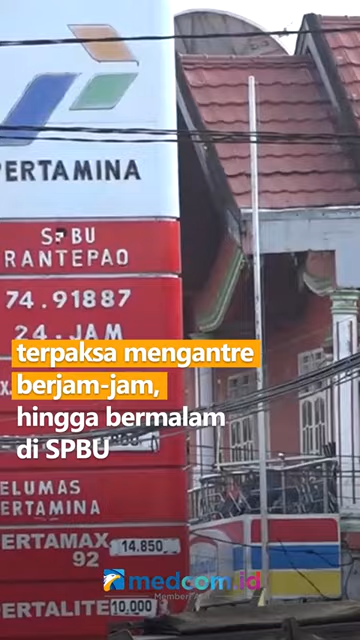 PERTAMINA
SPBU
RANTEPAO
74.91887
24.JAM
terpaksa mengantre
berjam-jam,
hingga bermalam
di SPBU
ELUMAS
ERTAMINA
ERTAMAX
92
14.850
medcom.id
ERTALITE
10.000